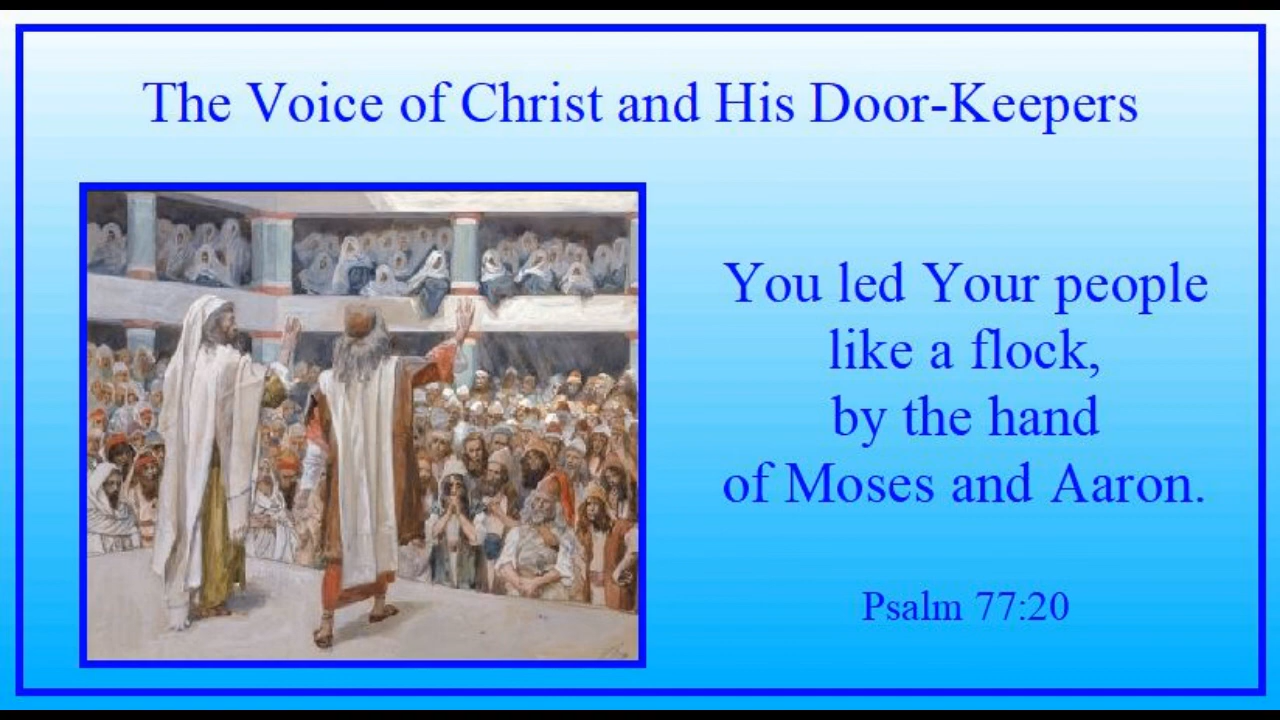 The Voice of Christ and His Door-Keepers
You led Your people
like a flock,
by the hand
of Moses and Aaron.
Psalm 77:20